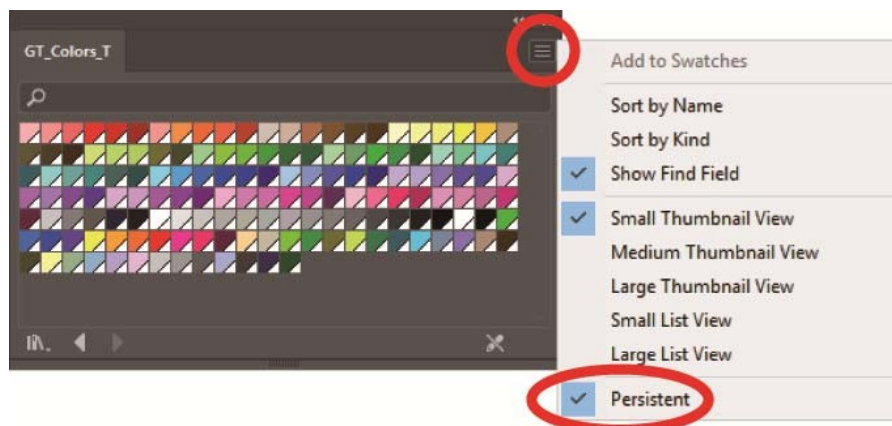 GT_Colors_T
Add to Swatches
Sort by Name
Sort by Kind
Show Find Field
Small Thumbnail View
Medium Thumbnail View
Large Thumbnail View
Small List View
Large List View
Persistent